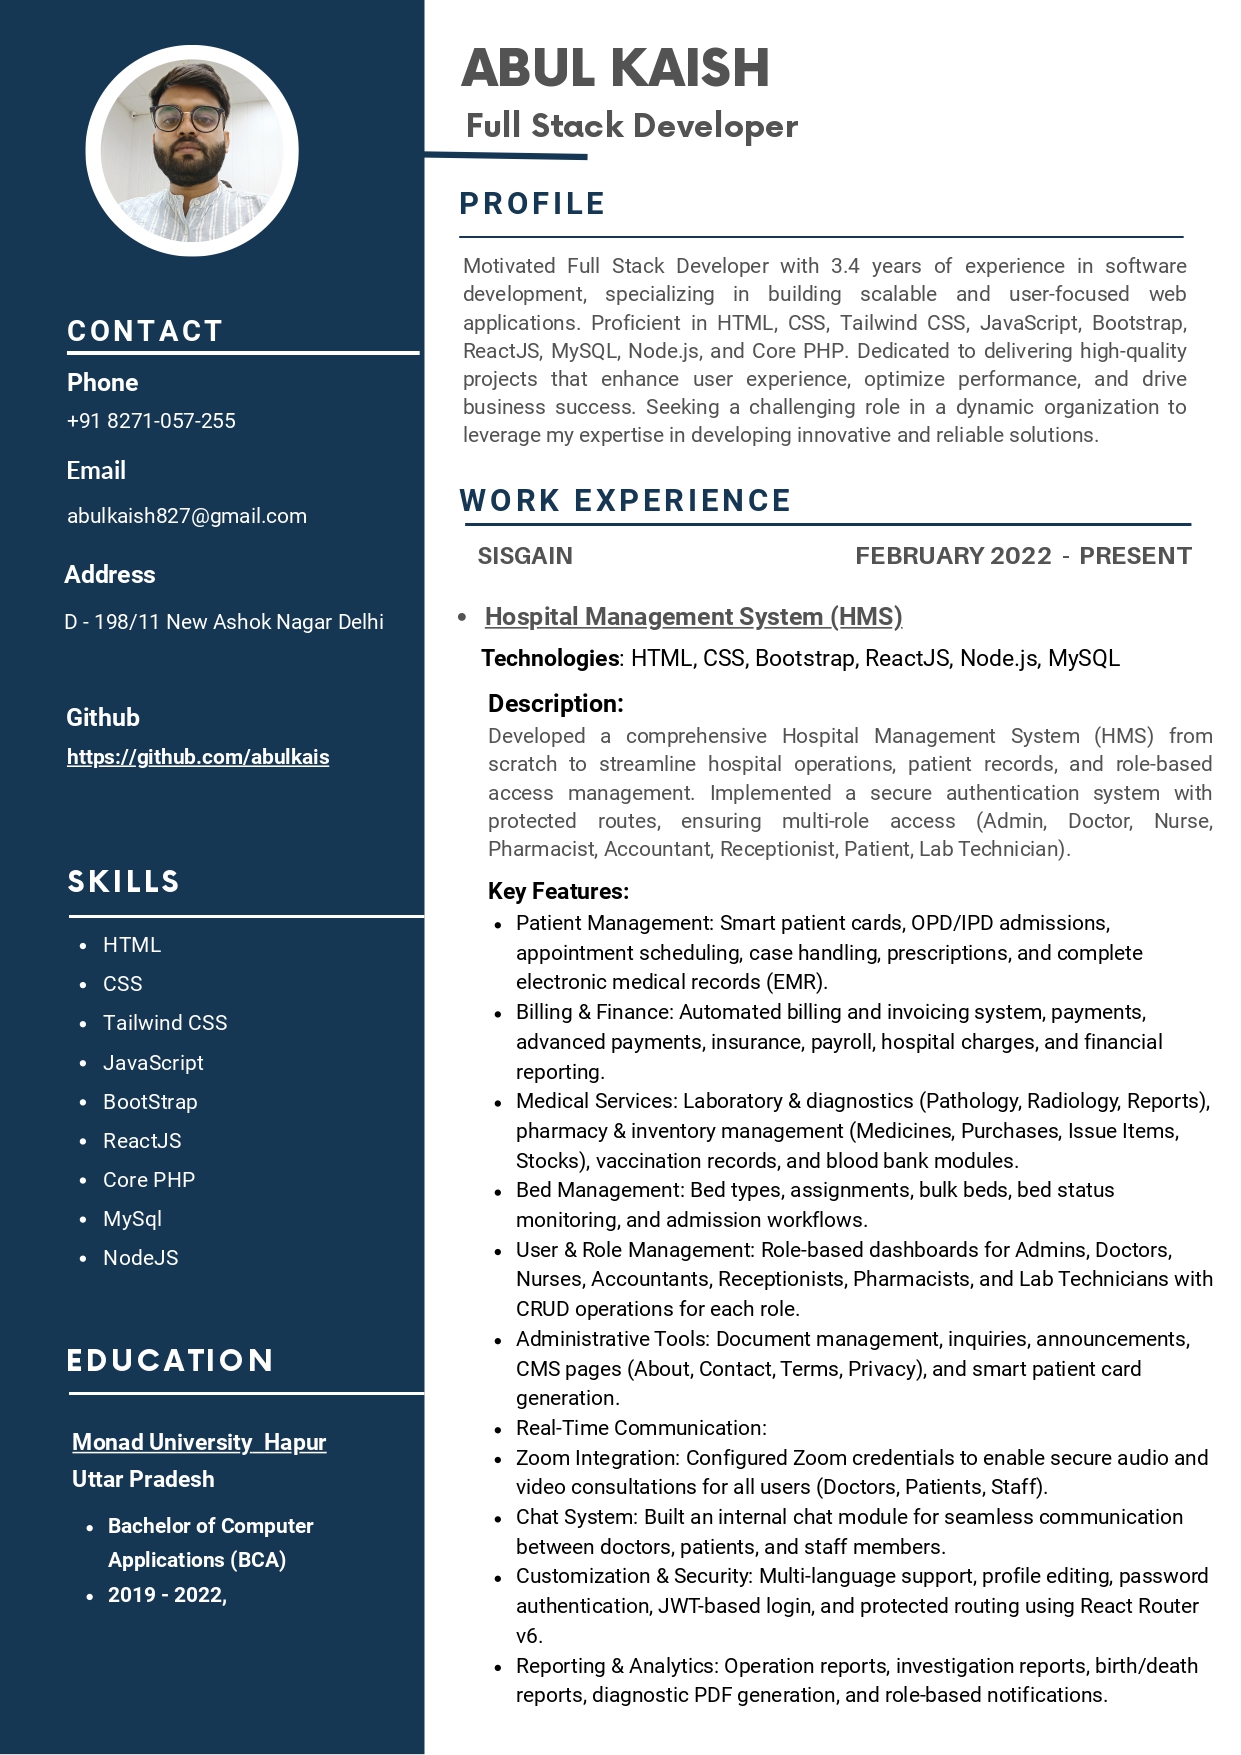 ABUL KAISH
Full Stack Developer
CONTACT
Phone
+91 8271-057-255
Email
abulkaish827@gmail.com
Address
D - 198/11 New Ashok Nagar Delhi
Github
https://github.com/abulkais
SKILLS
• HTML
• CSS
• Tailwind CSS
• JavaScript
• BootStrap
• ReactJS
• Core PHP
• MySql
• NodeJS
EDUCATION
Monad University  Hapur
Uttar Pradesh
• Bachelor of Computer
Applications (BCA)
• 2019 - 2022,
PROFILE
Motivated Full Stack Developer with 3.4 years of experience in software
development, specializing in building scalable and user-focused web
applications. Proficient in HTML, CSS, Tailwind CSS, JavaScript, Bootstrap,
ReactJS, MySQL, Node.js, and Core PHP. Dedicated to delivering high-quality
projects that enhance user experience, optimize performance, and drive
business success. Seeking a challenging role in a dynamic organization to
leverage my expertise in developing innovative and reliable solutions.
WORK EXPERIENCE
SISGAIN FEBRUARY 2022 - PRESENT
• Hospital Management System (HMS)
Technologies: HTML, CSS, Bootstrap, ReactJS, Node.js, MySQL
Description:
Developed a comprehensive Hospital Management System (HMS) from
scratch to streamline hospital operations, patient records, and role-based
access management. Implemented a secure authentication system with
protected routes, ensuring multi-role access (Admin, Doctor, Nurse,
Pharmacist, Accountant, Receptionist, Patient, Lab Technician).
Key Features:
• Patient Management: Smart patient cards, OPD/IPD admissions,
appointment scheduling, case handling, prescriptions, and complete
electronic medical records (EMR).
• Billing & Finance: Automated billing and invoicing system, payments,
advanced payments, insurance, payroll, hospital charges, and financial
reporting.
• Medical Services: Laboratory & diagnostics (Pathology, Radiology, Reports),
pharmacy & inventory management (Medicines, Purchases, Issue Items,
Stocks), vaccination records, and blood bank modules.
• Bed Management: Bed types, assignments, bulk beds, bed status
monitoring, and admission workflows.
• User & Role Management: Role-based dashboards for Admins, Doctors,
Nurses, Accountants, Receptionists, Pharmacists, and Lab Technicians with
CRUD operations for each role.
• Administrative Tools: Document management, inquiries, announcements,
CMS pages (About, Contact, Terms, Privacy), and smart patient card
generation.
• Real-Time Communication:
• Zoom Integration: Configured Zoom credentials to enable secure audio and
video consultations for all users (Doctors, Patients, Staff).
• Chat System: Built an internal chat module for seamless communication
between doctors, patients, and staff members.
• Customization & Security: Multi-language support, profile editing, password
authentication, JWT-based login, and protected routing using React Router
v6.
• Reporting & Analytics: Operation reports, investigation reports, birth/death
reports, diagnostic PDF generation, and role-based notifications.